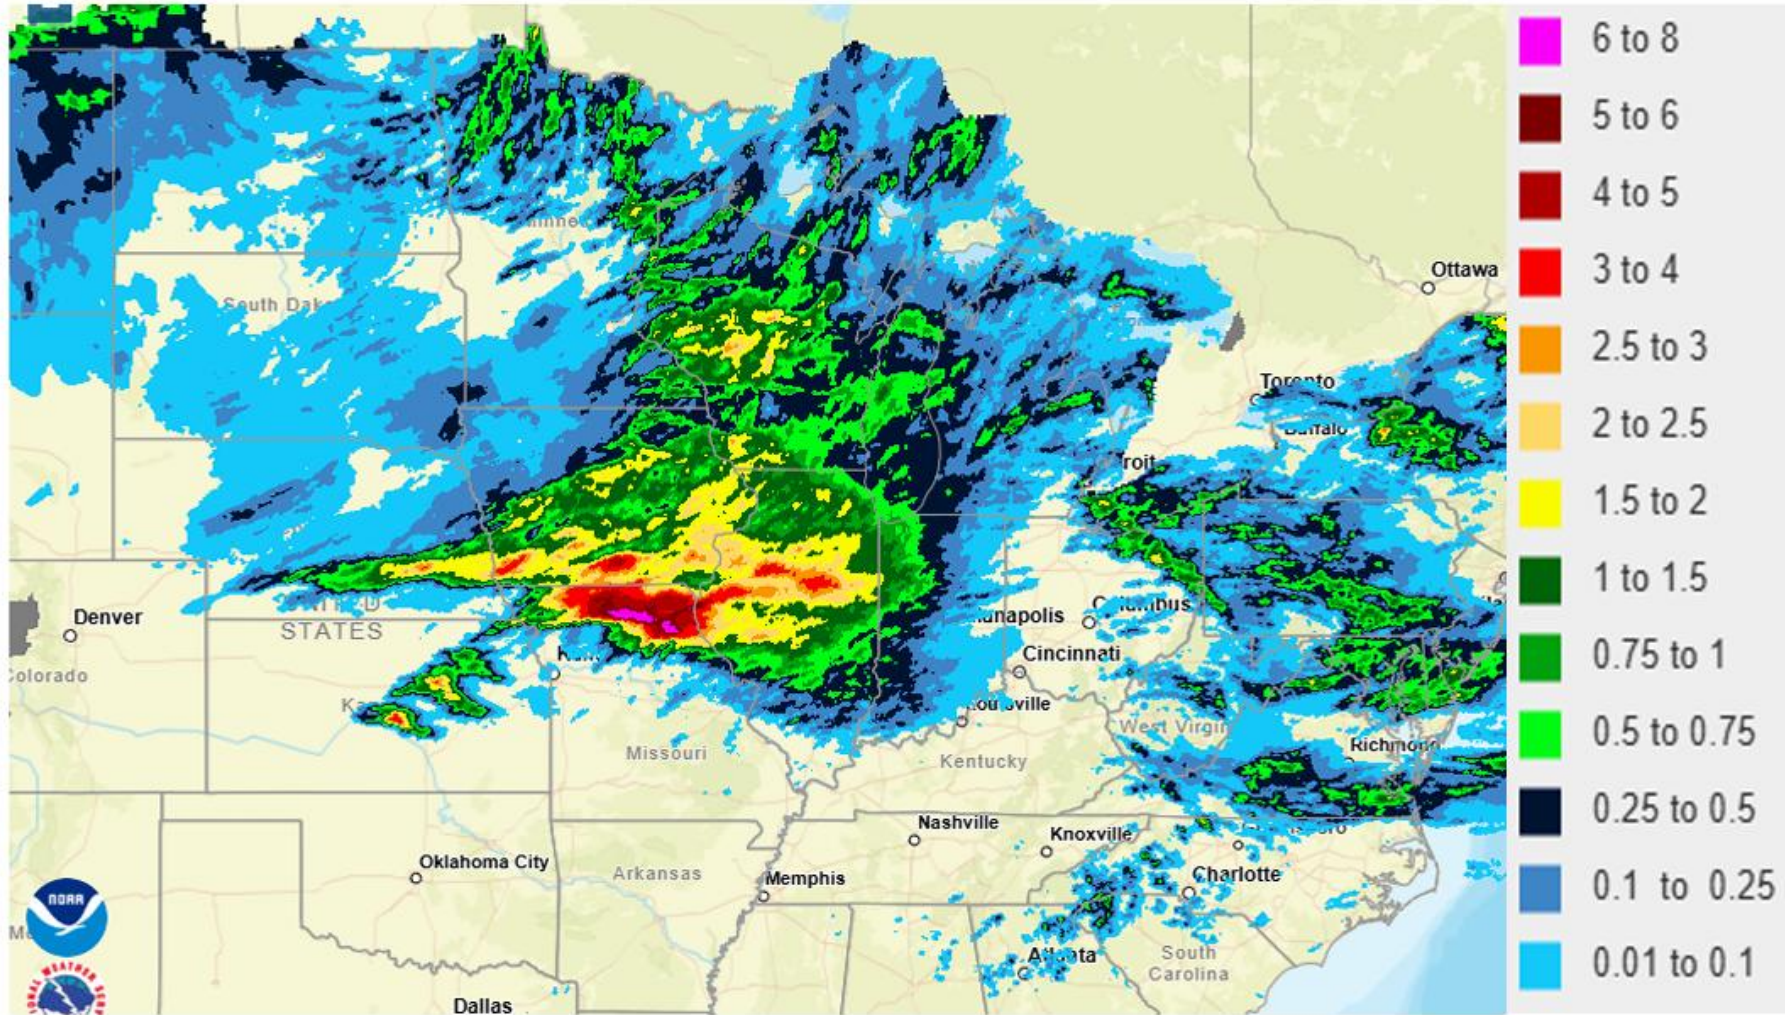 Ottawa
Toronto
South Dak
Denver
UNITED
STATES
Colorado
Columbus
Cincinnati
Louisville
West Virgin
Richmond
Missouri
Kentucky
Nashville
Knoxville
Oklahoma City
Arkansas
Memphis
Charlotte
Atlanta
South
Carolina
Dallas
NOAA
6 to 8
5 to 6
4 to 5
3 to 4
2.5 to 3
2 to 2.5
1.5 to 2
1 to 1.5
0.75 to 1
0.5 to 0.75
0.25 to 0.5
0.1 to 0.25
0.01 to 0.1